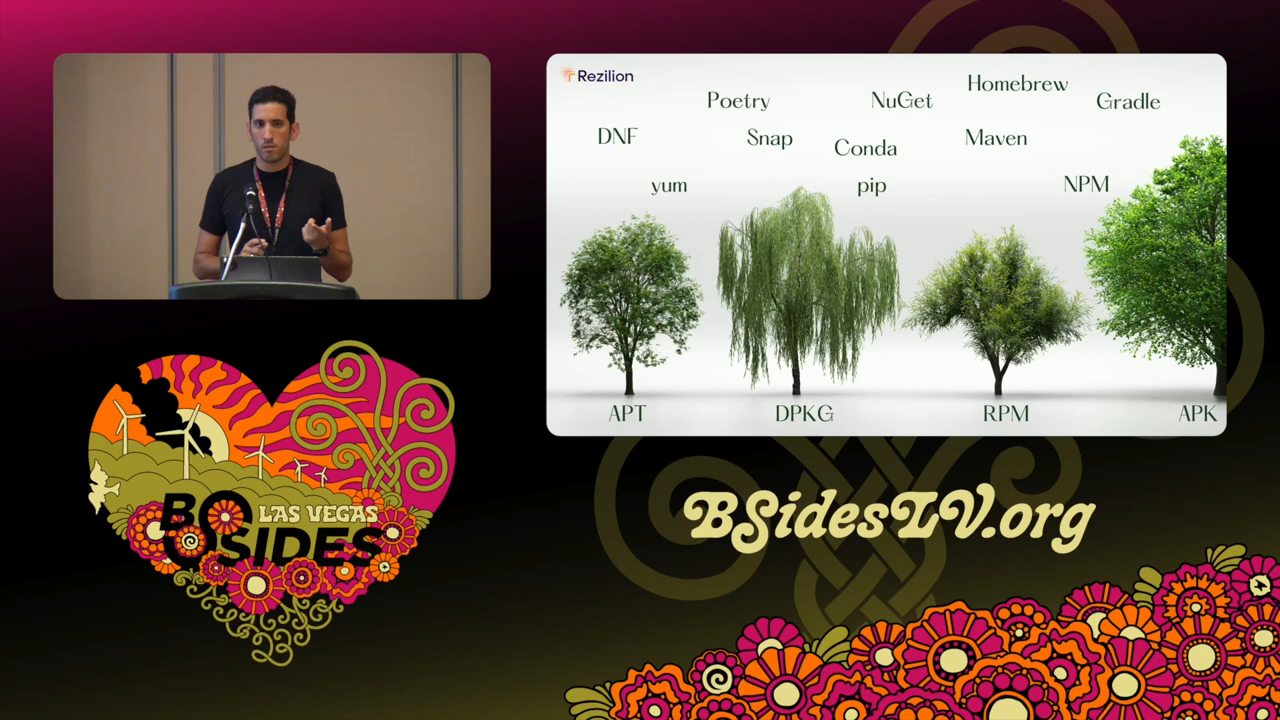 Rezilion
Homebrew
Poetry
NuGet
Gradle
DNF
Snap
Conda
Maven
yum
pip
NPM
APT
DPKG
RPM
APK
LAS VEGAS
BSIDES
BSidesLV.org